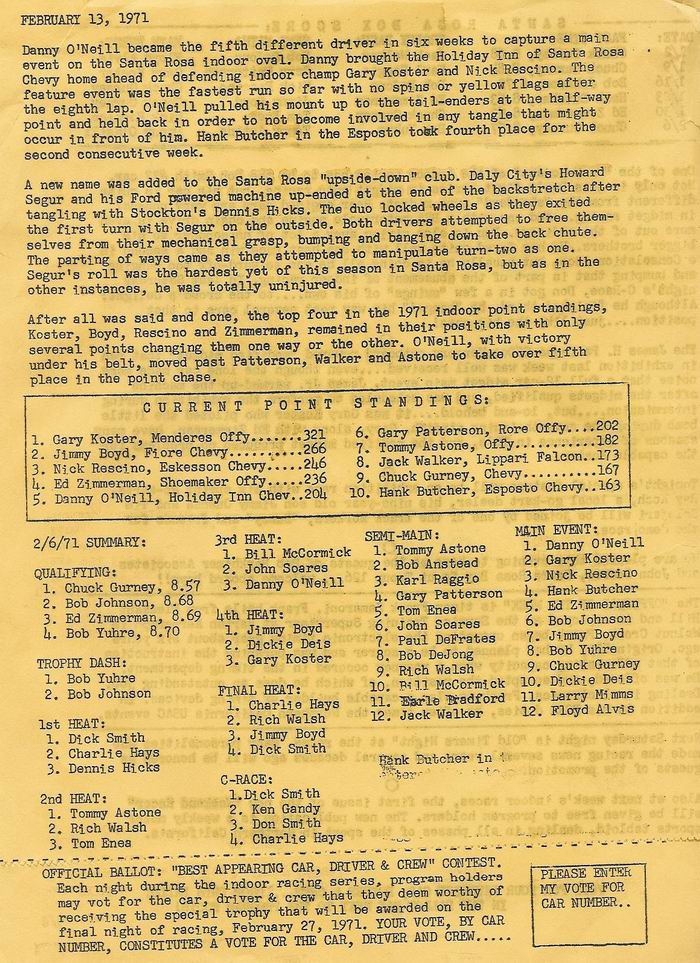 FEBRUARY 13, 1971
Danny O'Neill became the fifth different driver in six weeks to capture a main
event on the Santa Rosa indoor oval. Danny brought the Holiday Inn of Santa Rosa
Chevy home ahead of defending indoor champ Gary Koster and Nick Rescino. The
feature event was the fastest run so far with no spins or yellow flags after
the eighth lap. O'Neill pulled his mount up to the tail-enders at the half-way
point and held back in order to not become involved in any tangle that might
occur in front of him. Hank Butcher in the Esposto took fourth place for the
second consecutive week.
A new name was added to the Santa Rosa "upside-down" club. Daly City's Howard
Segur and his Ford powered machine up-ended at the end of the backstretch after
tangling with Stockton's Dennis Hicks. The duo locked wheels as they exited
the first turn with Segur on the outside. Both drivers attempted to free them-
selves from their mechanical grasp, bumping and banging down the back chute.
The parting of ways came as they attempted to manipulate turn-two as one.
Segur's roll was the hardest yet of this season in Santa Rosa, but as in the
other instances, he was totally uninjured.
After all was said and done, the top four in the 1971 indoor point standings,
Koster, Boyd, Rescino and Zimmerman, remained in their positions with only
several points changing them one way or the other. O'Neill, with victory
under his belt, moved past Patterson, Walker and Astone to take over fifth
place in the point chase.
CURRENT POINT STANDINGS:
1. Gary Koster, Menderes Offy.......321
2. Jimmy Boyd, Fiore Chevy.........266
3. Nick Rescino, Eskesson Chevy....246
4. Ed Zimmerman, Shoemaker Offy....236
5. Danny O'Neill, Holiday Inn Chev..204
6. Gary Patterson, Rore Offy....202
7. Tommy Astone, Offy..........182
8. Jack Walker, Lippari Falcon..173
9. Chuck Gurney, Chevy.........167
10. Hank Butcher, Esposto Chevy..163
2/6/71 SUMMARY:
QUALIFYING:
1. Chuck Gurney, 8.57
2. Bob Johnson, 8.68
3. Ed Zimmerman, 8.69
4. Bob Yuhre, 8.70
TROPHY DASH:
1. Bob Yuhre
2. Bob Johnson
1st HEAT:
1. Dick Smith
2. Charlie Hays
3. Dennis Hicks
2nd HEAT:
1. Tommy Astone
2. Rich Walsh
3. Tom Enea
3rd HEAT:
1. Bill McCormick
2. John Soares
3. Danny O'Neill
4th HEAT:
1. Jimmy Boyd
2. Dickie Deis
3. Gary Koster
FINAL HEAT:
1. Charlie Hays
2. Rich Walsh
3. Jimmy Boyd
4. Dick Smith
C-RACE:
1.Dick Smith
2. Ken Gandy
3. Don Smith
4. Charlie Hays
SEMI-MAIN:
1. Tommy Astone
2. Bob Anstead
3. Karl Raggio
4. Gary Patterson
5. Tom Enea
6. John Soares
7. Paul DeFrates
8. Bob DeJong
9. Rich Walsh
10. Bill McCormick
11. Earle Bradford
12. Jack Walker
Hank Butcher in
MAIN EVENT:
1. Danny O'Neill
2. Gary Koster
3. Nick Rescino
4. Hank Butcher
5. Ed Zimmerman
6. Bob Johnson
7. Jimmy Boyd
8. Bob Yuhre
9. Chuck Gurney
10. Dickie Deis
11. Larry Mimms
12. Floyd Alvis
OFFICIAL BALLOT: "BEST APPEARING CAR, DRIVER & CREW" CONTEST.
Each night during the indoor racing series, program holders
may vot for the car, driver & crew that they deem worthy of
receiving the special trophy that will be awarded on the
final night of racing, February 27, 1971. YOUR VOTE, BY CAR
NUMBER, CONSTITUTES A VOTE FOR THE CAR, DRIVER AND CREW.....
PLEASE ENTER
MY VOTE FOR
CAR NUMBER..